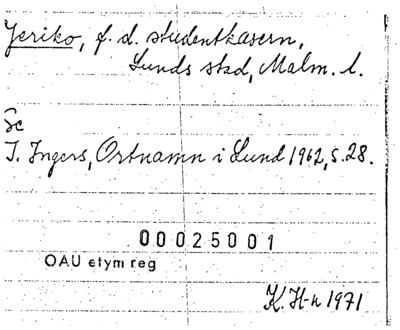 Jeriko, f. d. studentkasern,
Lunds stad, Malm. l.
Se
I. Ingers, Ortnamn i Lund 1962, s. 28.
00025001
OAU etym reg
K. H-n 1971